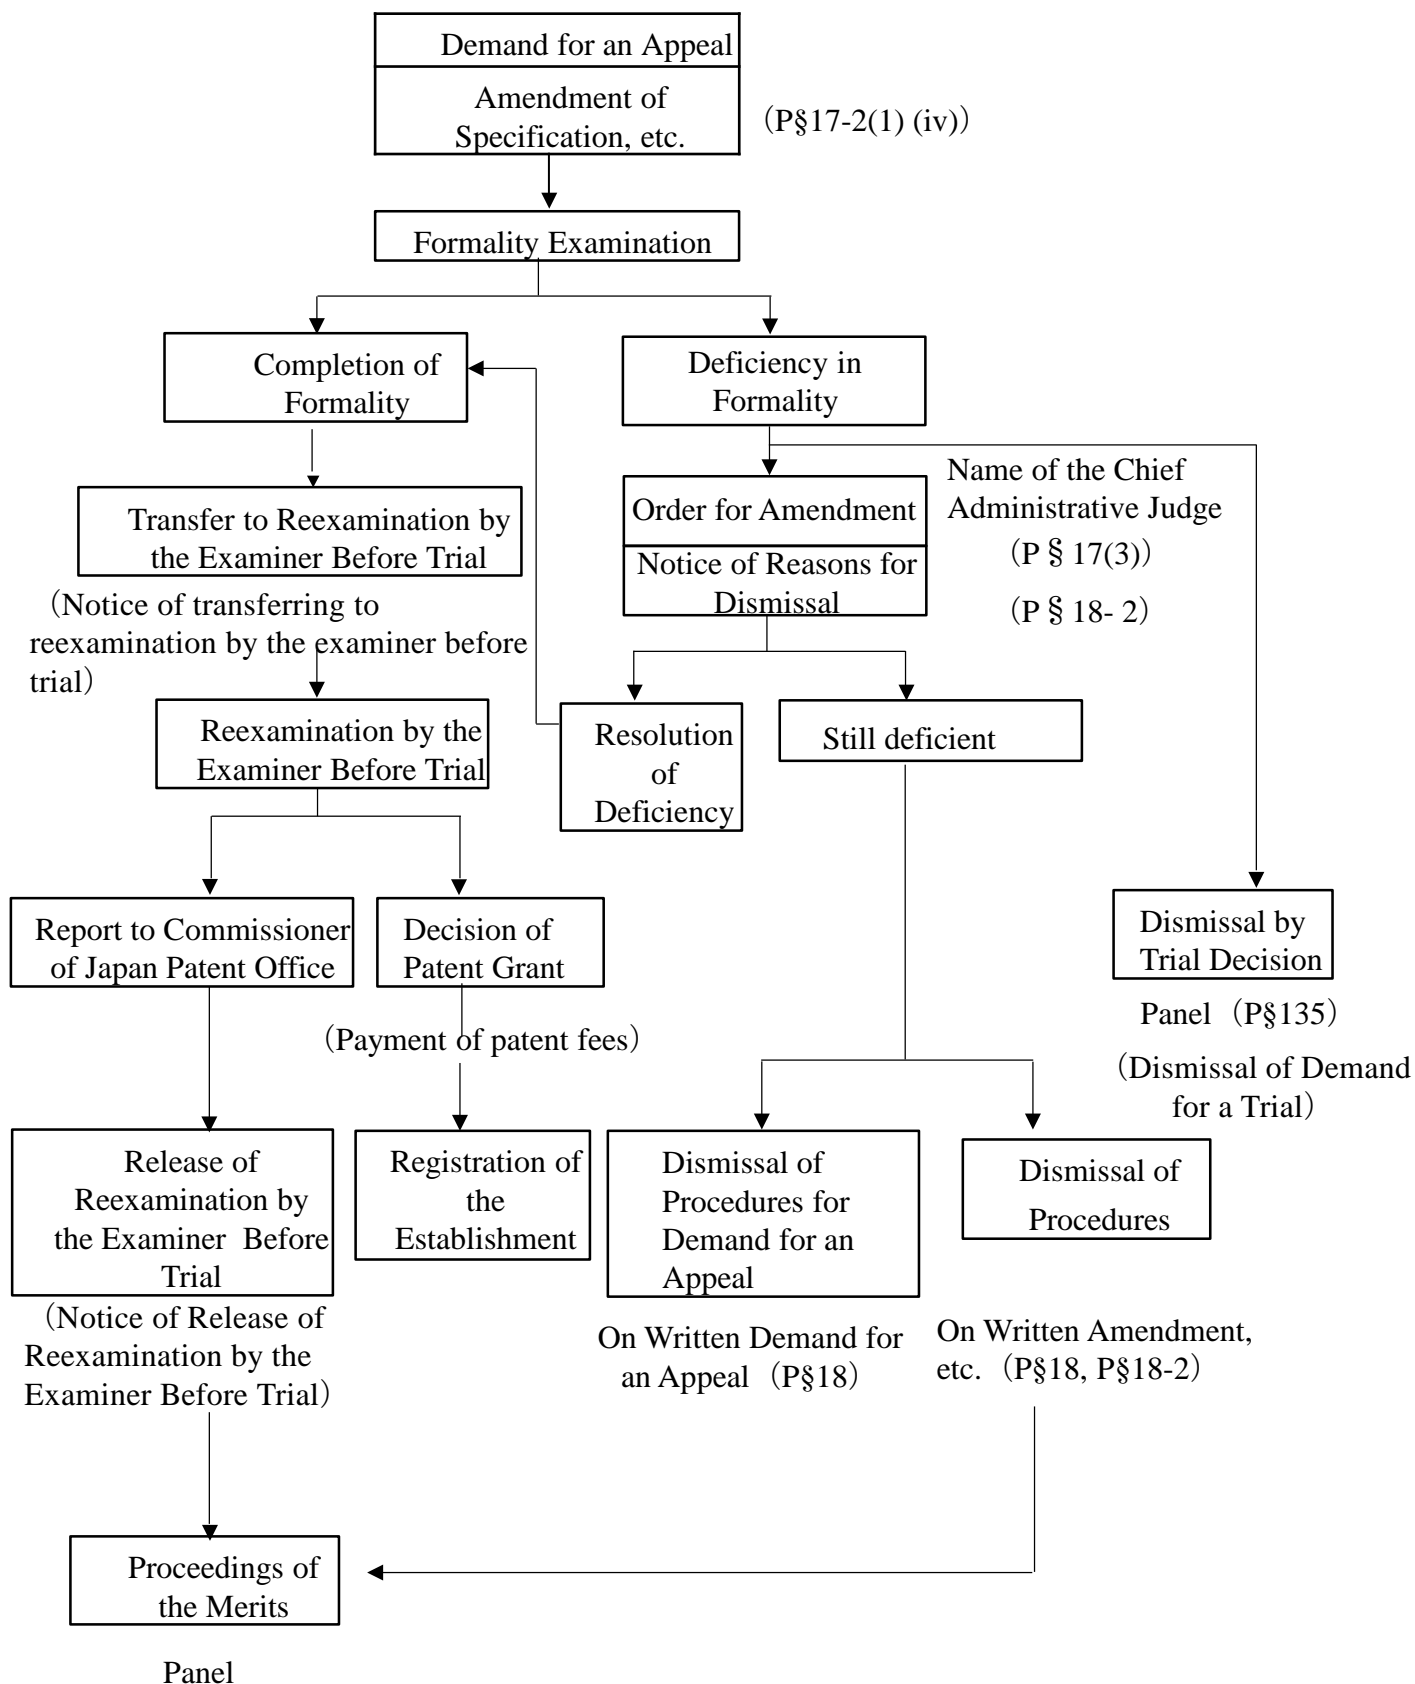 Demand for an Appeal
Amendment of
Specification, etc.
（P§17-2(1) (iv)）
Formality Examination
Completion of
Formality
Deficiency in
Formality
Transfer to Reexamination by
the Examiner Before Trial
（Notice of transferring to
reexamination by the examiner before
trial）
Order for Amendment
Notice of Reasons for
Dismissal
Name of the Chief
Administrative Judge
（P§17(3)）
（P§18- 2）
Reexamination by the
Examiner Before Trial
Resolution
of
Deficiency
Still deficient
Report to Commissioner
of Japan Patent Office
Decision of
Patent Grant
（Payment of patent fees）
Dismissal by
Trial Decision
Panel（P§135）
（Dismissal of Demand
for a Trial）
Release of
Reexamination by
the Examiner Before
Trial
（Notice of Release of
Reexamination by the
Examiner Before Trial）
Registration of
the
Establishment
Dismissal of
Procedures for
Demand for an
Appeal
On Written Demand for
an Appeal（P§18）
Dismissal of
Procedures
On Written Amendment,
etc.（P§18, P§18-2）
Proceedings of
the Merits
Panel